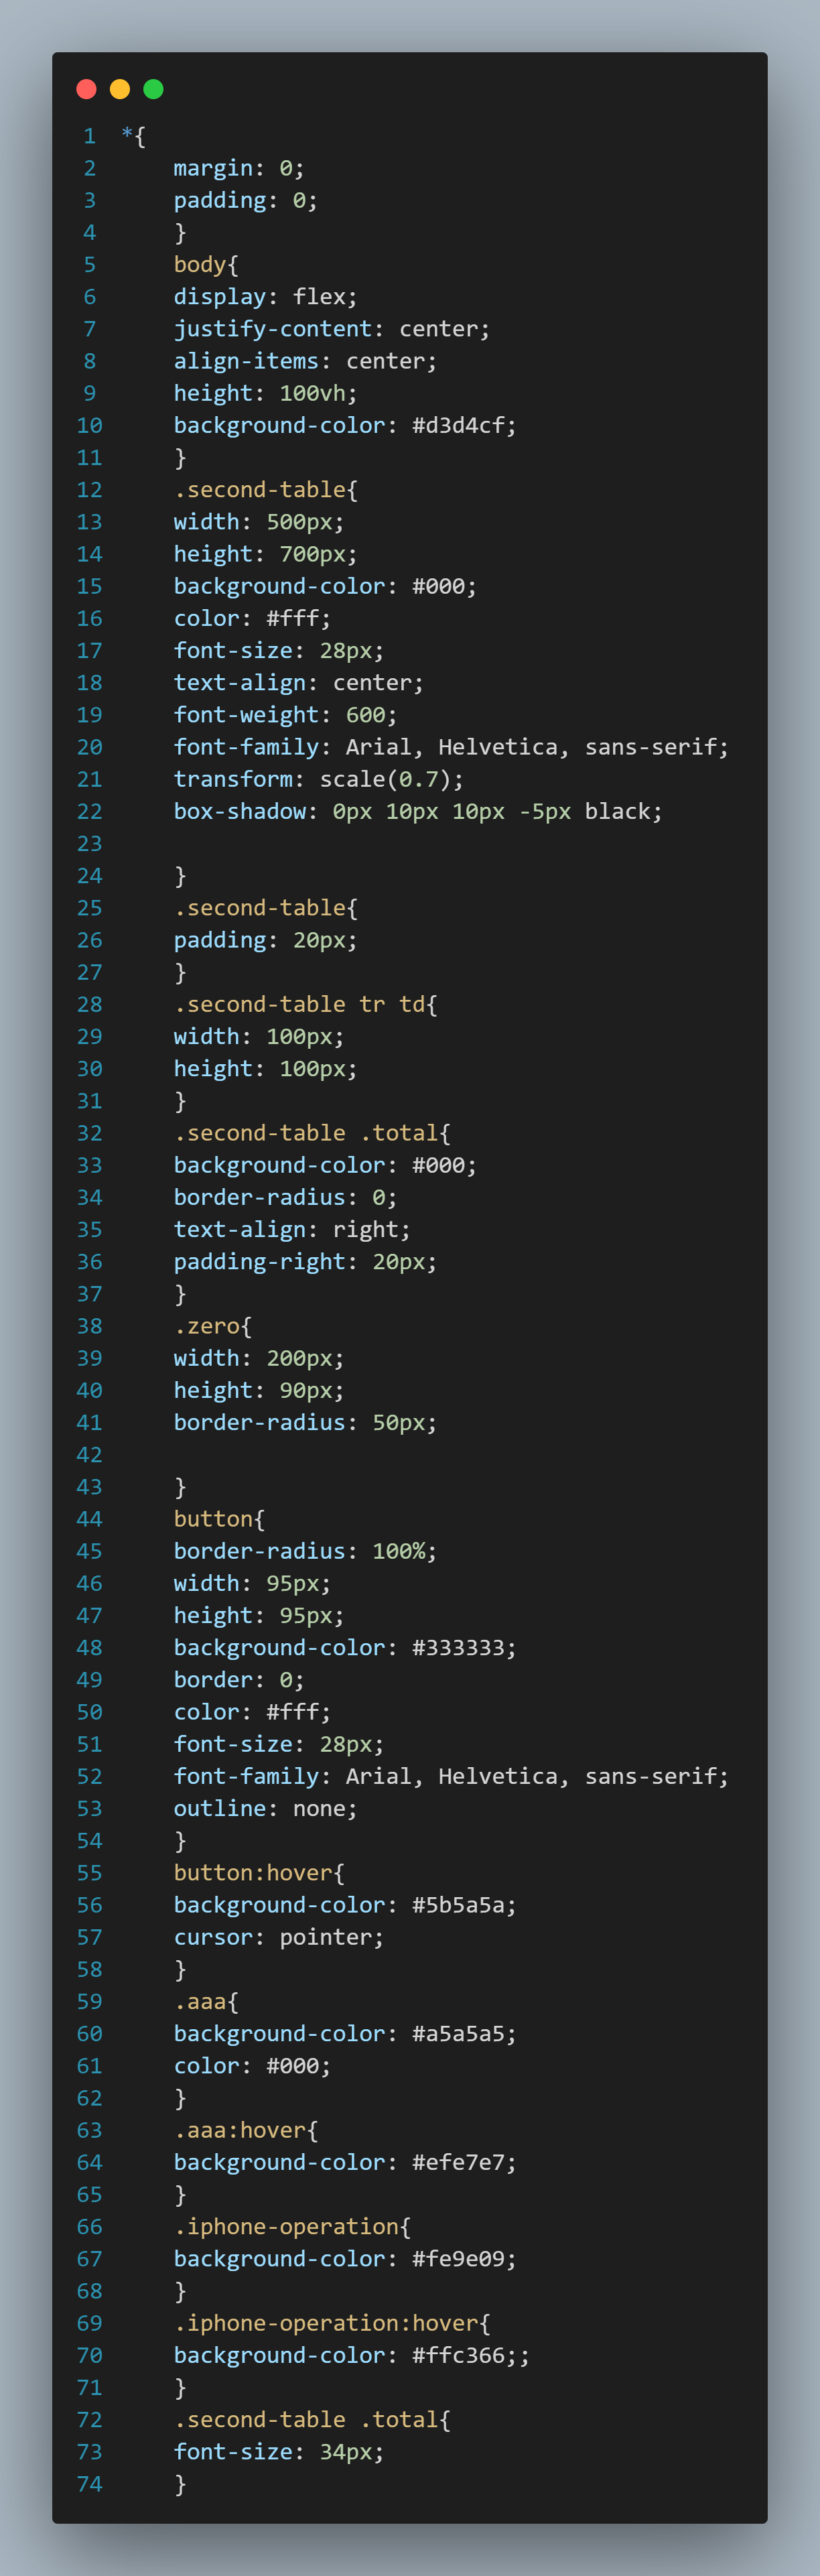 1 *{
2     margin: 0;
3     padding: 0;
4     }
5     body{
6     display: flex;
7     justify-content: center;
8     align-items: center;
9     height: 100vh;
10     background-color: #d3d4cf;
11     }
12     .second-table{
13     width: 500px;
14     height: 700px;
15     background-color: #000;
16     color: #fff;
17     font-size: 28px;
18     text-align: center;
19     font-weight: 600;
20     font-family: Arial, Helvetica, sans-serif;
21     transform: scale(0.7);
22     box-shadow: 0px 10px 10px -5px black;
23
24     }
25     .second-table{
26     padding: 20px;
27     }
28     .second-table tr td{
29     width: 100px;
30     height: 100px;
31     }
32     .second-table .total{
33     background-color: #000;
34     border-radius: 0;
35     text-align: right;
36     padding-right: 20px;
37     }
38     .zero{
39     width: 200px;
40     height: 90px;
41     border-radius: 50px;
42
43     }
44     button{
45     border-radius: 100%;
46     width: 95px;
47     height: 95px;
48     background-color: #333333;
49     border: 0;
50     color: #fff;
51     font-size: 28px;
52     font-family: Arial, Helvetica, sans-serif;
53     outline: none;
54     }
55     button:hover{
56     background-color: #5b5a5a;
57     cursor: pointer;
58     }
59     .aaa{
60     background-color: #a5a5a5;
61     color: #000;
62     }
63     .aaa:hover{
64     background-color: #efe7e7;
65     }
66     .iphone-operation{
67     background-color: #fe9e09;
68     }
69     .iphone-operation:hover{
70     background-color: #ffc366;;
71     }
72     .second-table .total{
73     font-size: 34px;
74     }